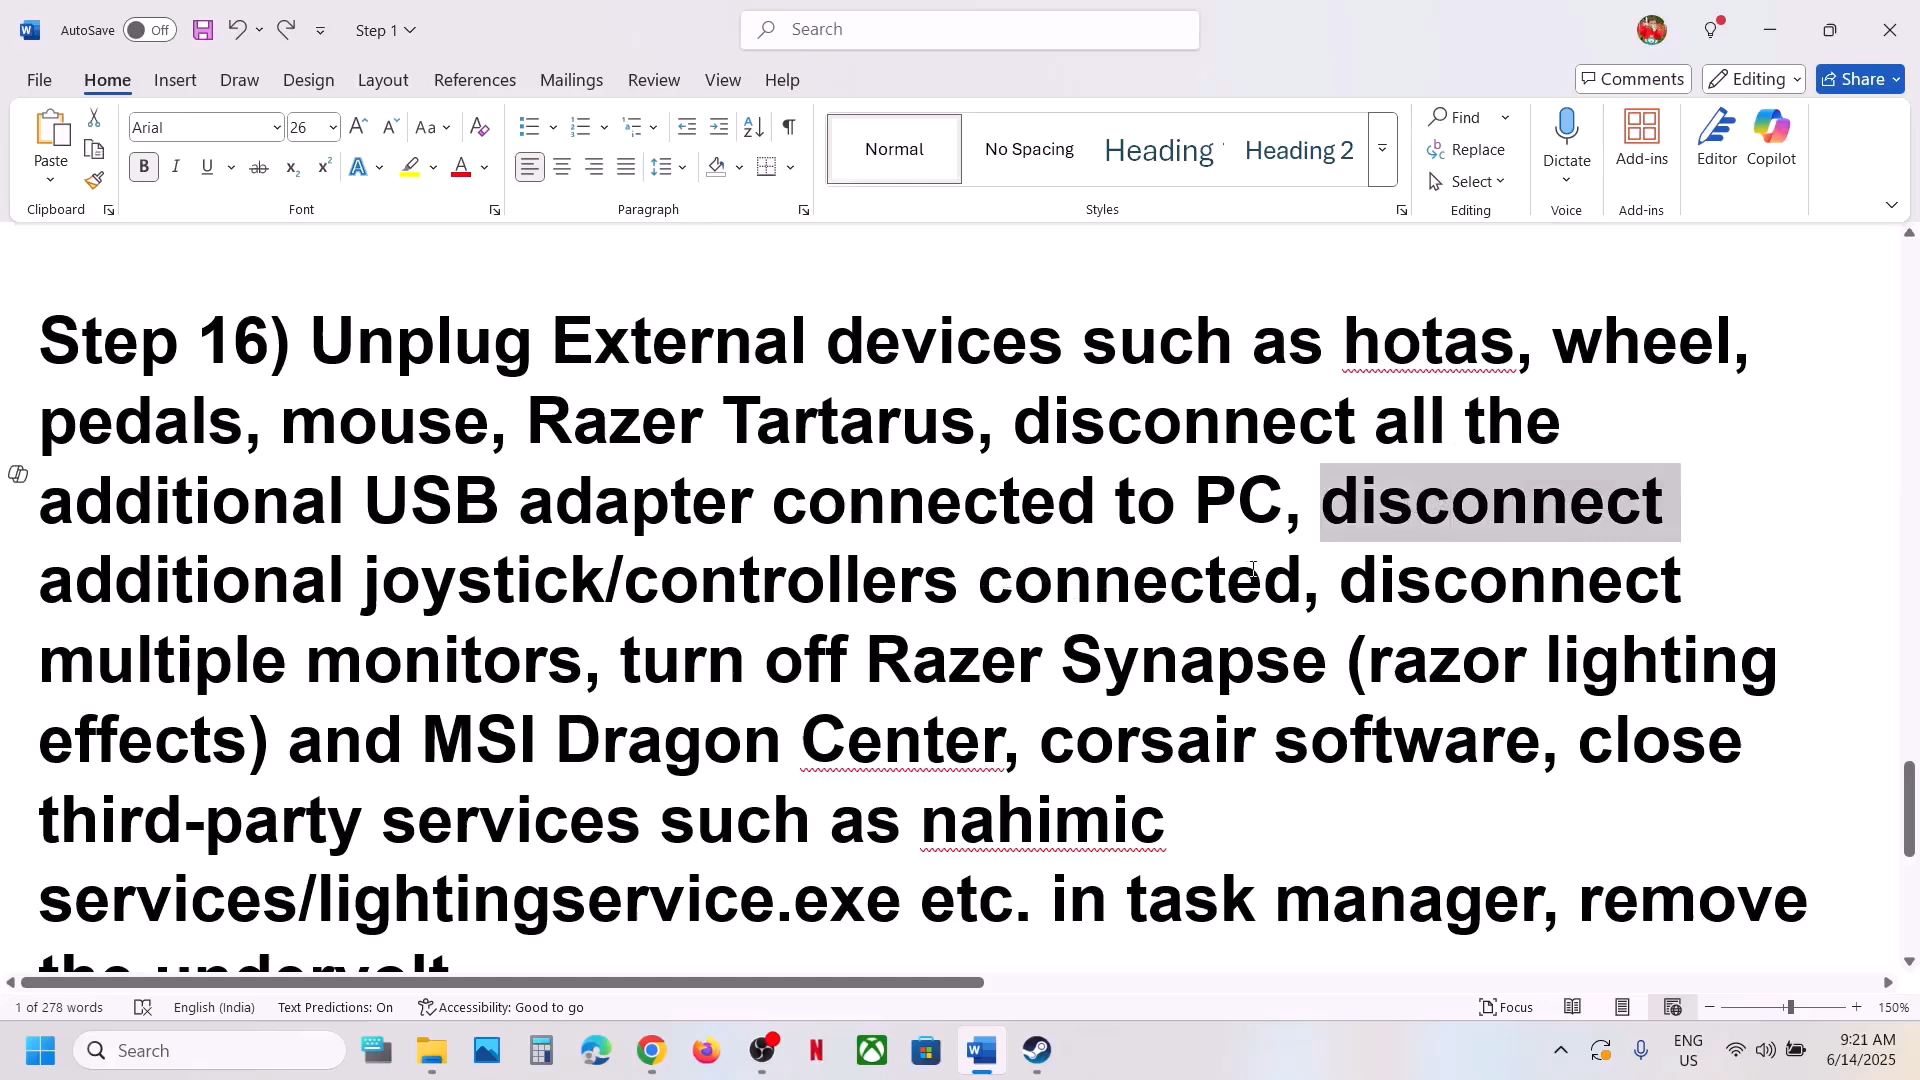 AutoSave Off Step 1 Search
File Home Insert Draw Design Layout References Mailings Review View Help Comments Editing Share
Arial 26 Aa Find
Paste Normal No Spacing Heading Heading 2 Replace Dictate Add-ins Editor Copilot
B I U ab x₂ x² A A Select
Clipboard Font Paragraph Styles Editing Voice Add-ins
Step 16) Unplug External devices such as hotas, wheel,
pedals, mouse, Razer Tartarus, disconnect all the
additional USB adapter connected to PC, disconnect
additional joystick/controllers connected, disconnect
multiple monitors, turn off Razer Synapse (razor lighting
effects) and MSI Dragon Center, corsair software, close
third-party services such as nahimic
services/lightingservice.exe etc. in task manager, remove
the undervolt
1 of 278 words English (India) Text Predictions: On Accessibility: Good to go Focus 150%
Search ENG US 9:21 AM 6/14/2025